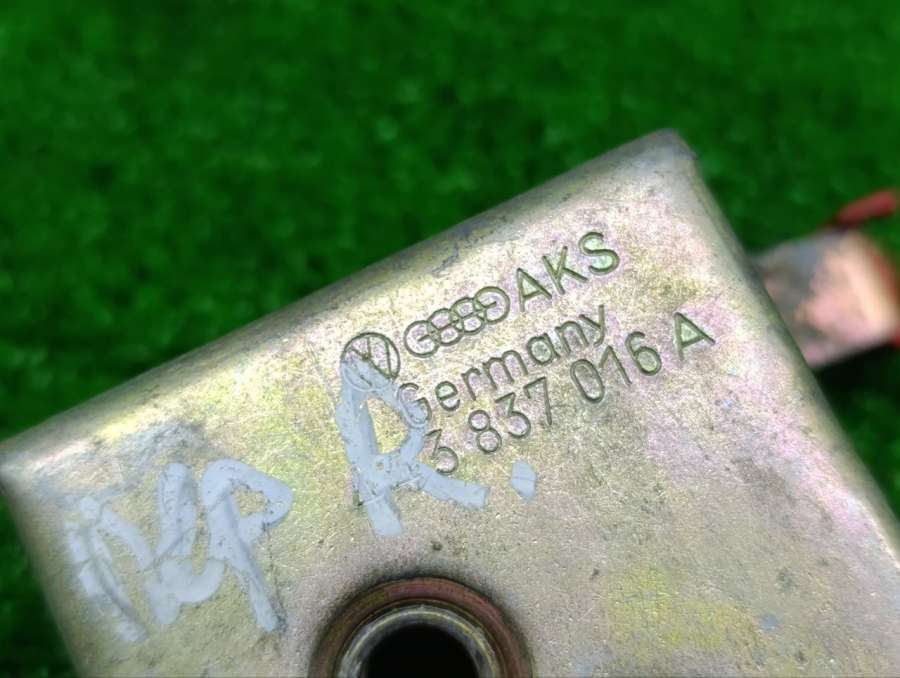 AKS
Germany
3 837 016 A
R.